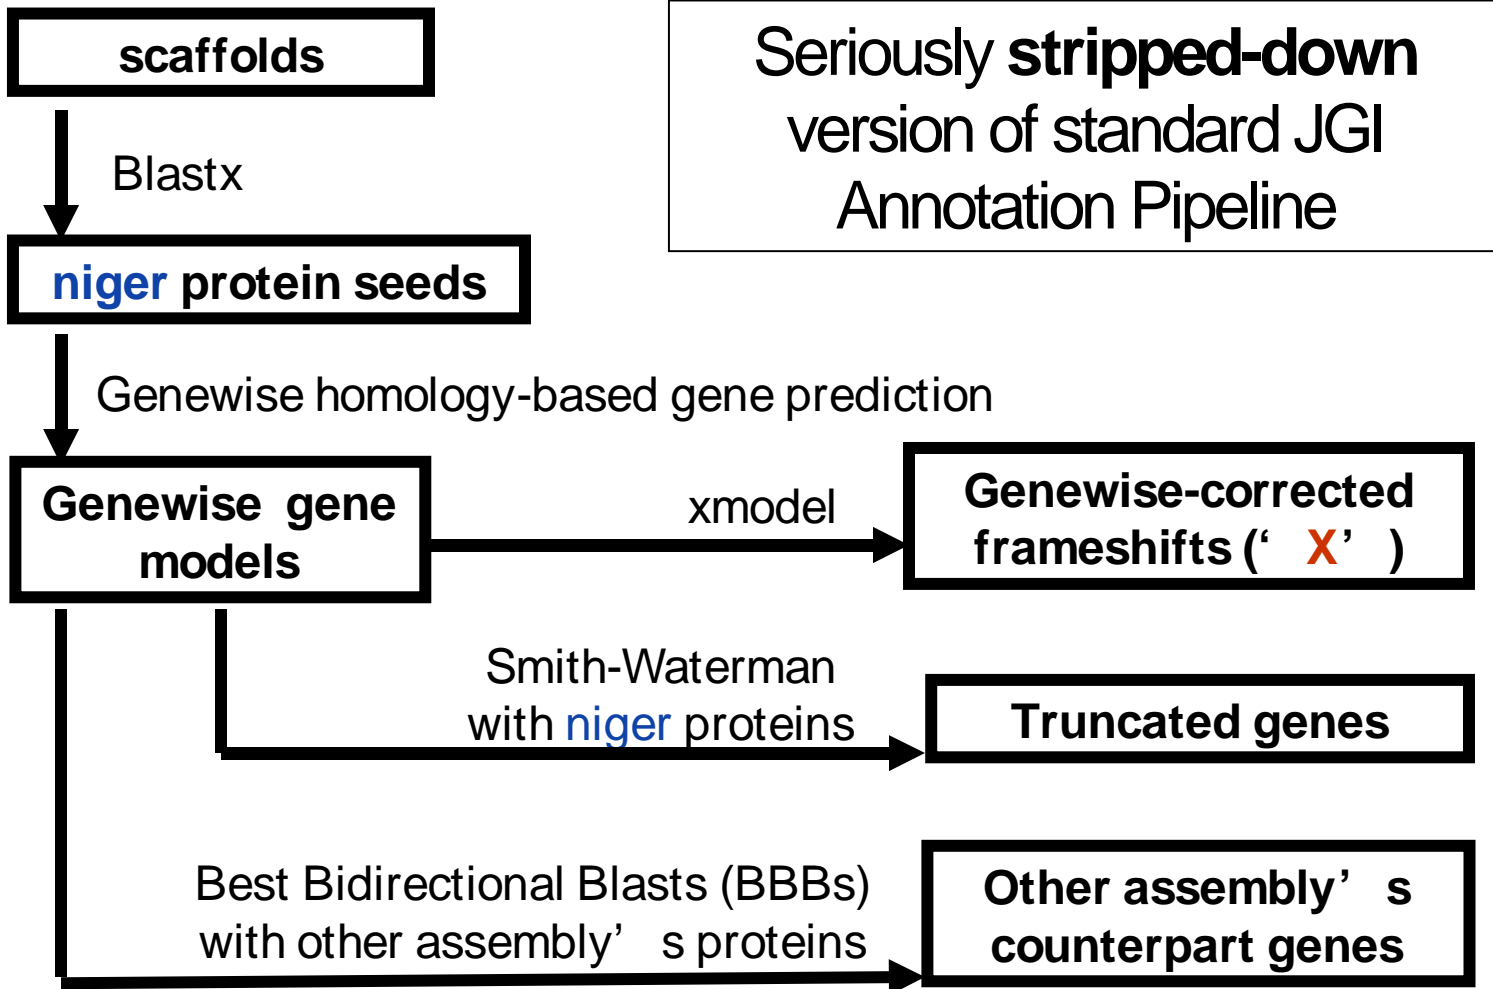 scaffolds
Seriously stripped-down
version of standard JGI
Annotation Pipeline
Blastx
niger protein seeds
Genewise homology-based gene prediction
Genewise gene
models
xmodel
Genewise-corrected
frameshifts (‘ X’ )
Smith-Waterman
with niger proteins
Truncated genes
Best Bidirectional Blasts (BBBs)
with other assembly’ s proteins
Other assembly’ s
counterpart genes